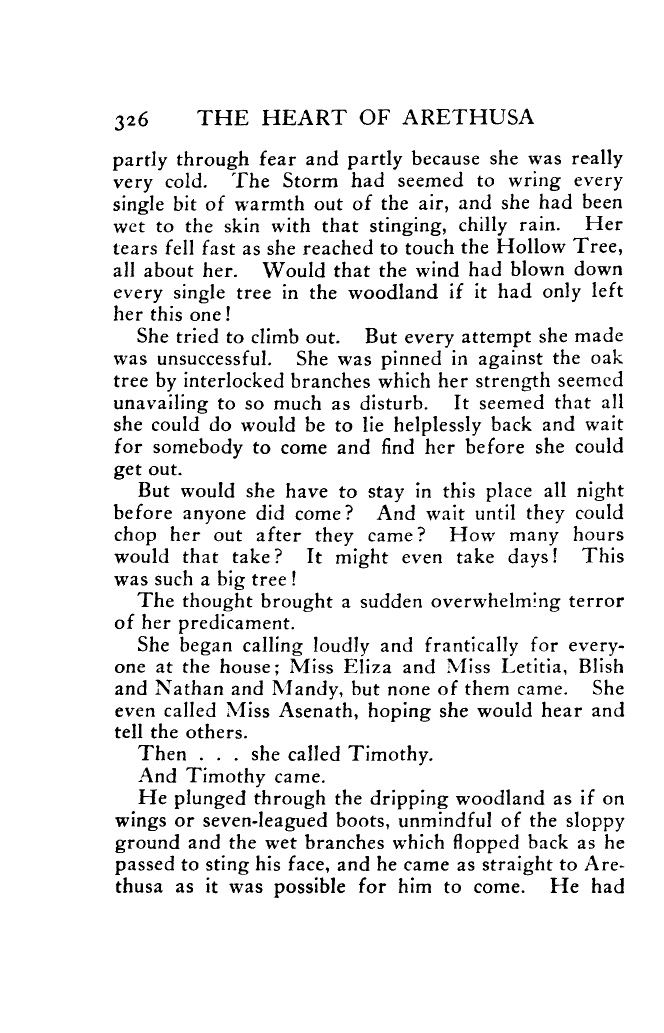 326 THE HEART OF ARETHUSA
partly through fear and partly because she was really
very cold. The Storm had seemed to wring every
single bit of warmth out of the air, and she had been
wet to the skin with that stinging, chilly rain. Her
tears fell fast as she reached to touch the Hollow Tree,
all about her. Would that the wind had blown down
every single tree in the woodland if it had only left
her this one!
She tried to climb out. But every attempt she made
was unsuccessful. She was pinned in against the oak
tree by interlocked branches which her strength seemed
unavailing to so much as disturb. It seemed that all
she could do would be to lie helplessly back and wait
for somebody to come and find her before she could
get out.
But would she have to stay in this place all night
before anyone did come? And wait until they could
chop her out after they came? How many hours
would that take? It might even take days! This
was such a big tree!
The thought brought a sudden overwhelming terror
of her predicament.
She began calling loudly and frantically for every-
one at the house; Miss Eliza and Miss Letitia, Blish
and Nathan and Mandy, but none of them came. She
even called Miss Asenath, hoping she would hear and
tell the others.
Then . . . she called Timothy.
And Timothy came.
He plunged through the dripping woodland as if on
wings or seven-leagued boots, unmindful of the sloppy
ground and the wet branches which flopped back as he
passed to sting his face, and he came as straight to Are-
thusa as it was possible for him to come. He had